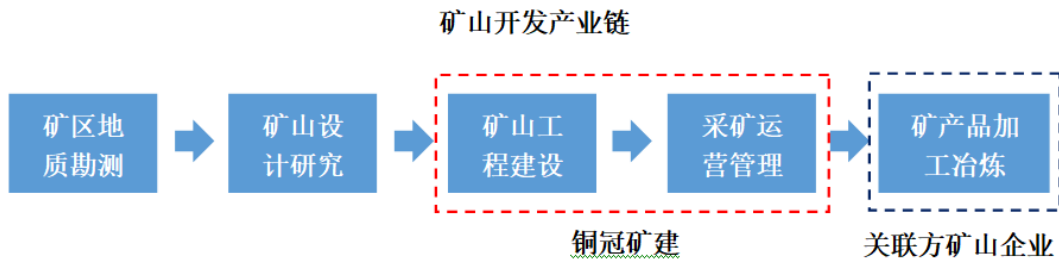 矿山开发产业链
矿区地
质勘测
矿山设
计研究
矿山工
程建设
采矿运
营管理
矿产品加
工冶炼
铜冠矿建
关联方矿山企业